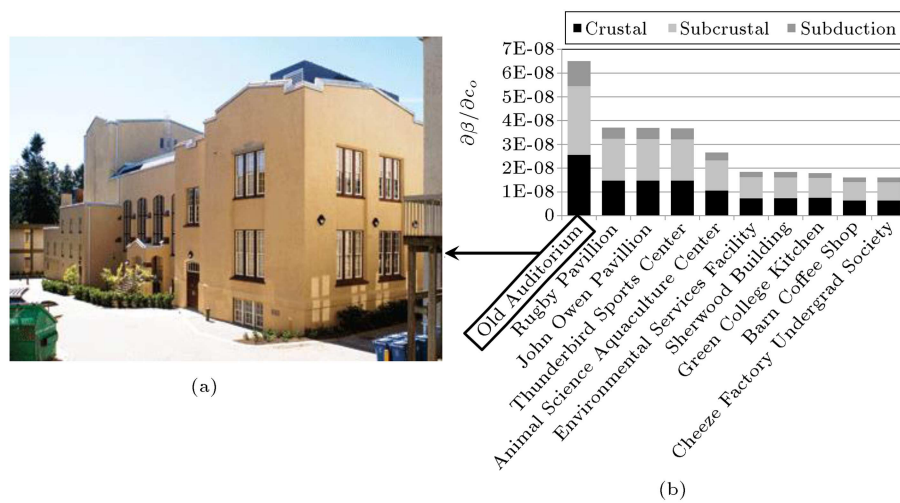 Crustal Subcrustal Subduction
7E-08
6E-08
5E-08
4E-08
3E-08
2E-08
1E-08
0
∂β/∂c₀
Old Auditorium
Rugby Pavillion
John Owen Pavillion
Thunderbird Sports Center
Animal Science Aquaculture Center
Environmental Services Facility
Sherwood Building
Green College Kitchen
Barn Coffee Shop
Cheeze Factory Undergrad Society
(a)
(b)